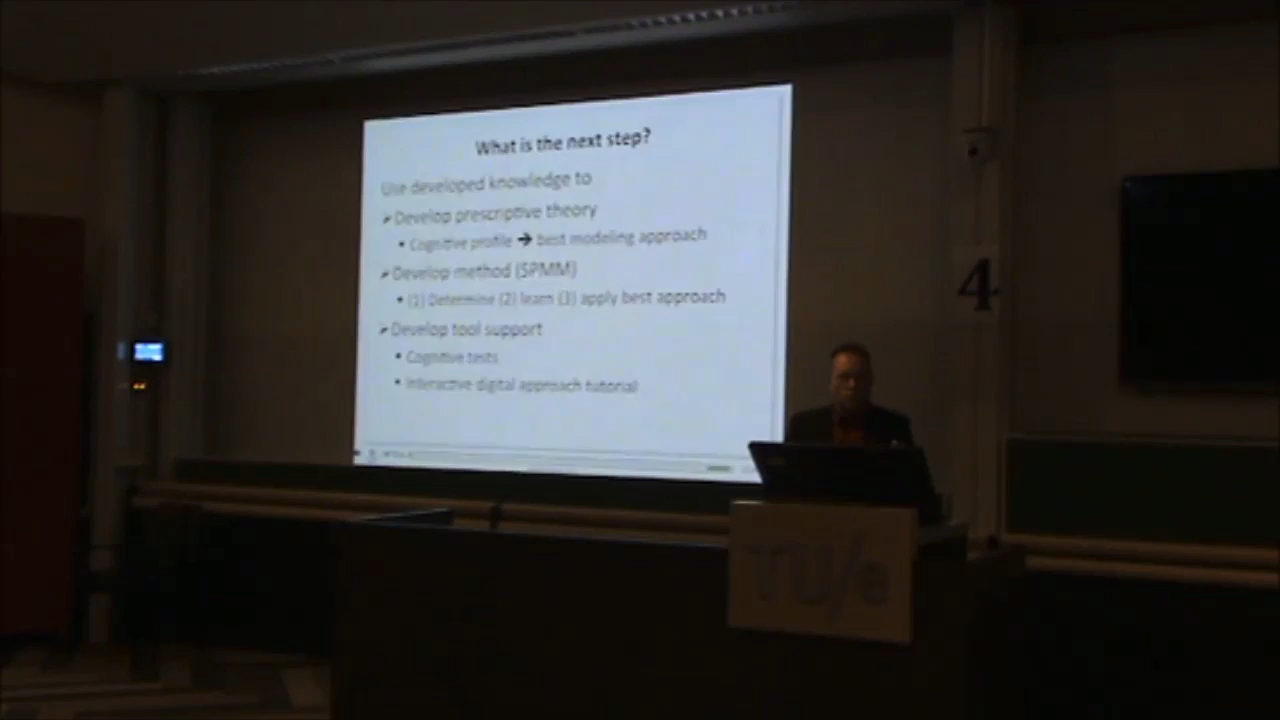 What is the next step?
Use developed knowledge to
➢ Develop prescriptive theory
▪ Cognitive profile ➔ best modeling approach
➢ Develop method (SPMM)
▪ (1) Determine (2) learn (3) apply best approach
➢ Develop tool support
▪ Cognitive tests
▪ Interactive digital approach tutorial
4
TU/e